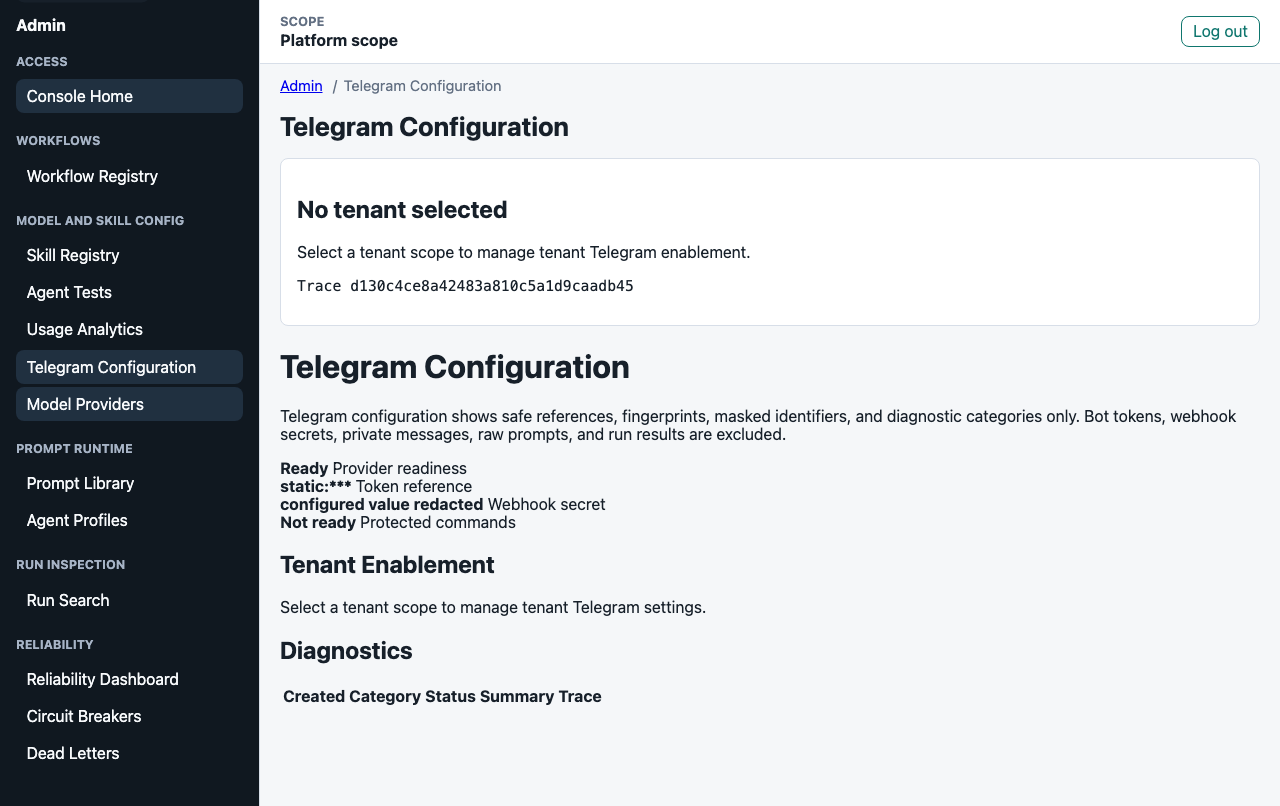 Admin
ACCESS
Console Home
WORKFLOWS
Workflow Registry
MODEL AND SKILL CONFIG
Skill Registry
Agent Tests
Usage Analytics
Telegram Configuration
Model Providers
PROMPT RUNTIME
Prompt Library
Agent Profiles
RUN INSPECTION
Run Search
RELIABILITY
Reliability Dashboard
Circuit Breakers
Dead Letters
SCOPE
Platform scope
Log out
Admin / Telegram Configuration
Telegram Configuration
No tenant selected
Select a tenant scope to manage tenant Telegram enablement.
Trace d130c4ce8a42483a810c5a1d9caadb45
Telegram Configuration
Telegram configuration shows safe references, fingerprints, masked identifiers, and diagnostic categories only. Bot tokens, webhook
secrets, private messages, raw prompts, and run results are excluded.
Ready Provider readiness
static:*** Token reference
configured value redacted Webhook secret
Not ready Protected commands
Tenant Enablement
Select a tenant scope to manage tenant Telegram settings.
Diagnostics
Created Category Status Summary Trace